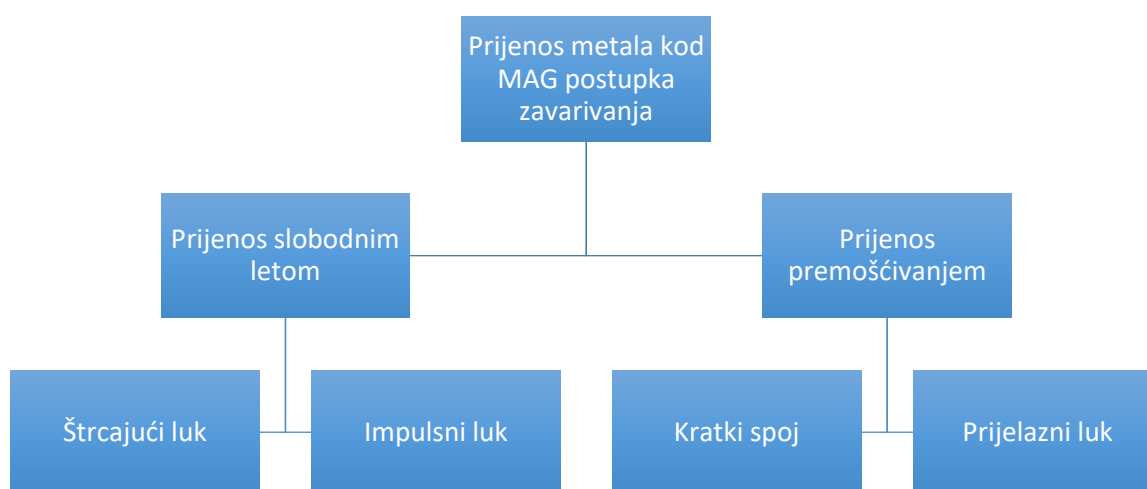 Prijenos metala kod
MAG postupka
zavarivanja
Prijenos slobodnim
letom
Prijenos
premošćivanjem
Štrcajući luk
Impulsni luk
Kratki spoj
Prijelazni luk